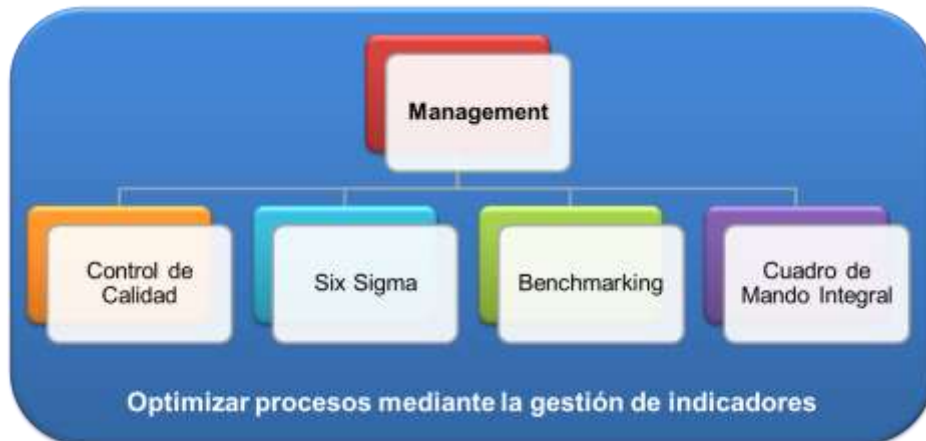 Management
Control de
Calidad
Six Sigma
Benchmarking
Cuadro de
Mando Integral
Optimizar procesos mediante la gestión de indicadores